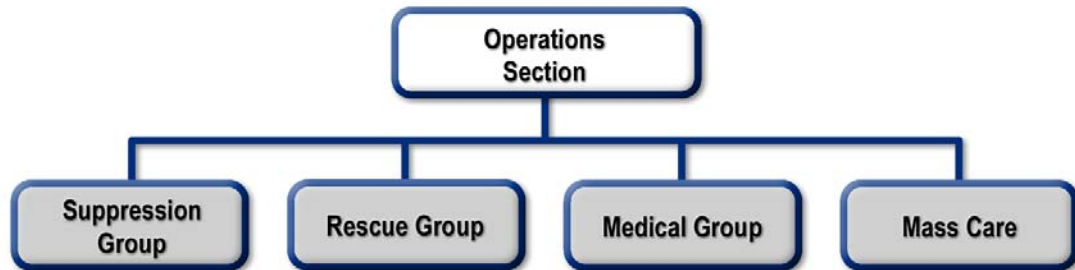 Operations
Section
Suppression
Group
Rescue Group
Medical Group
Mass Care